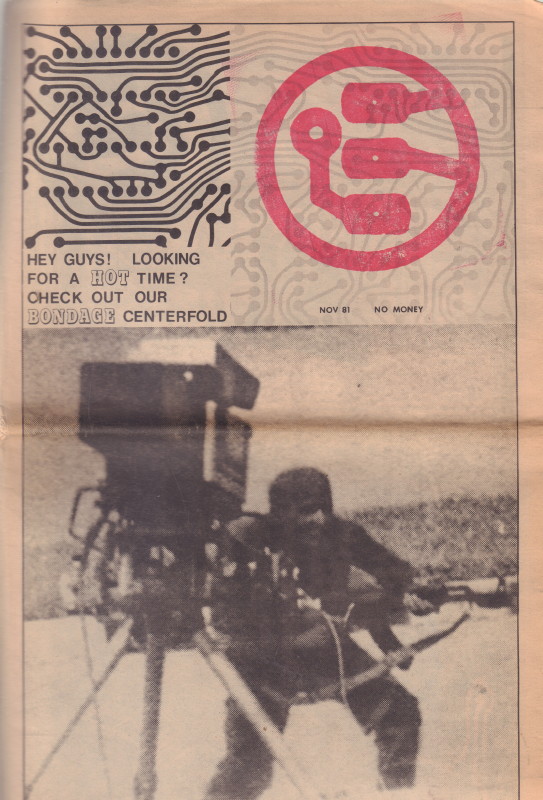 HEY GUYS! LOOKING
FOR A HOT TIME?
CHECK OUT OUR
BONDAGE CENTERFOLD
NOV 81 NO MONEY